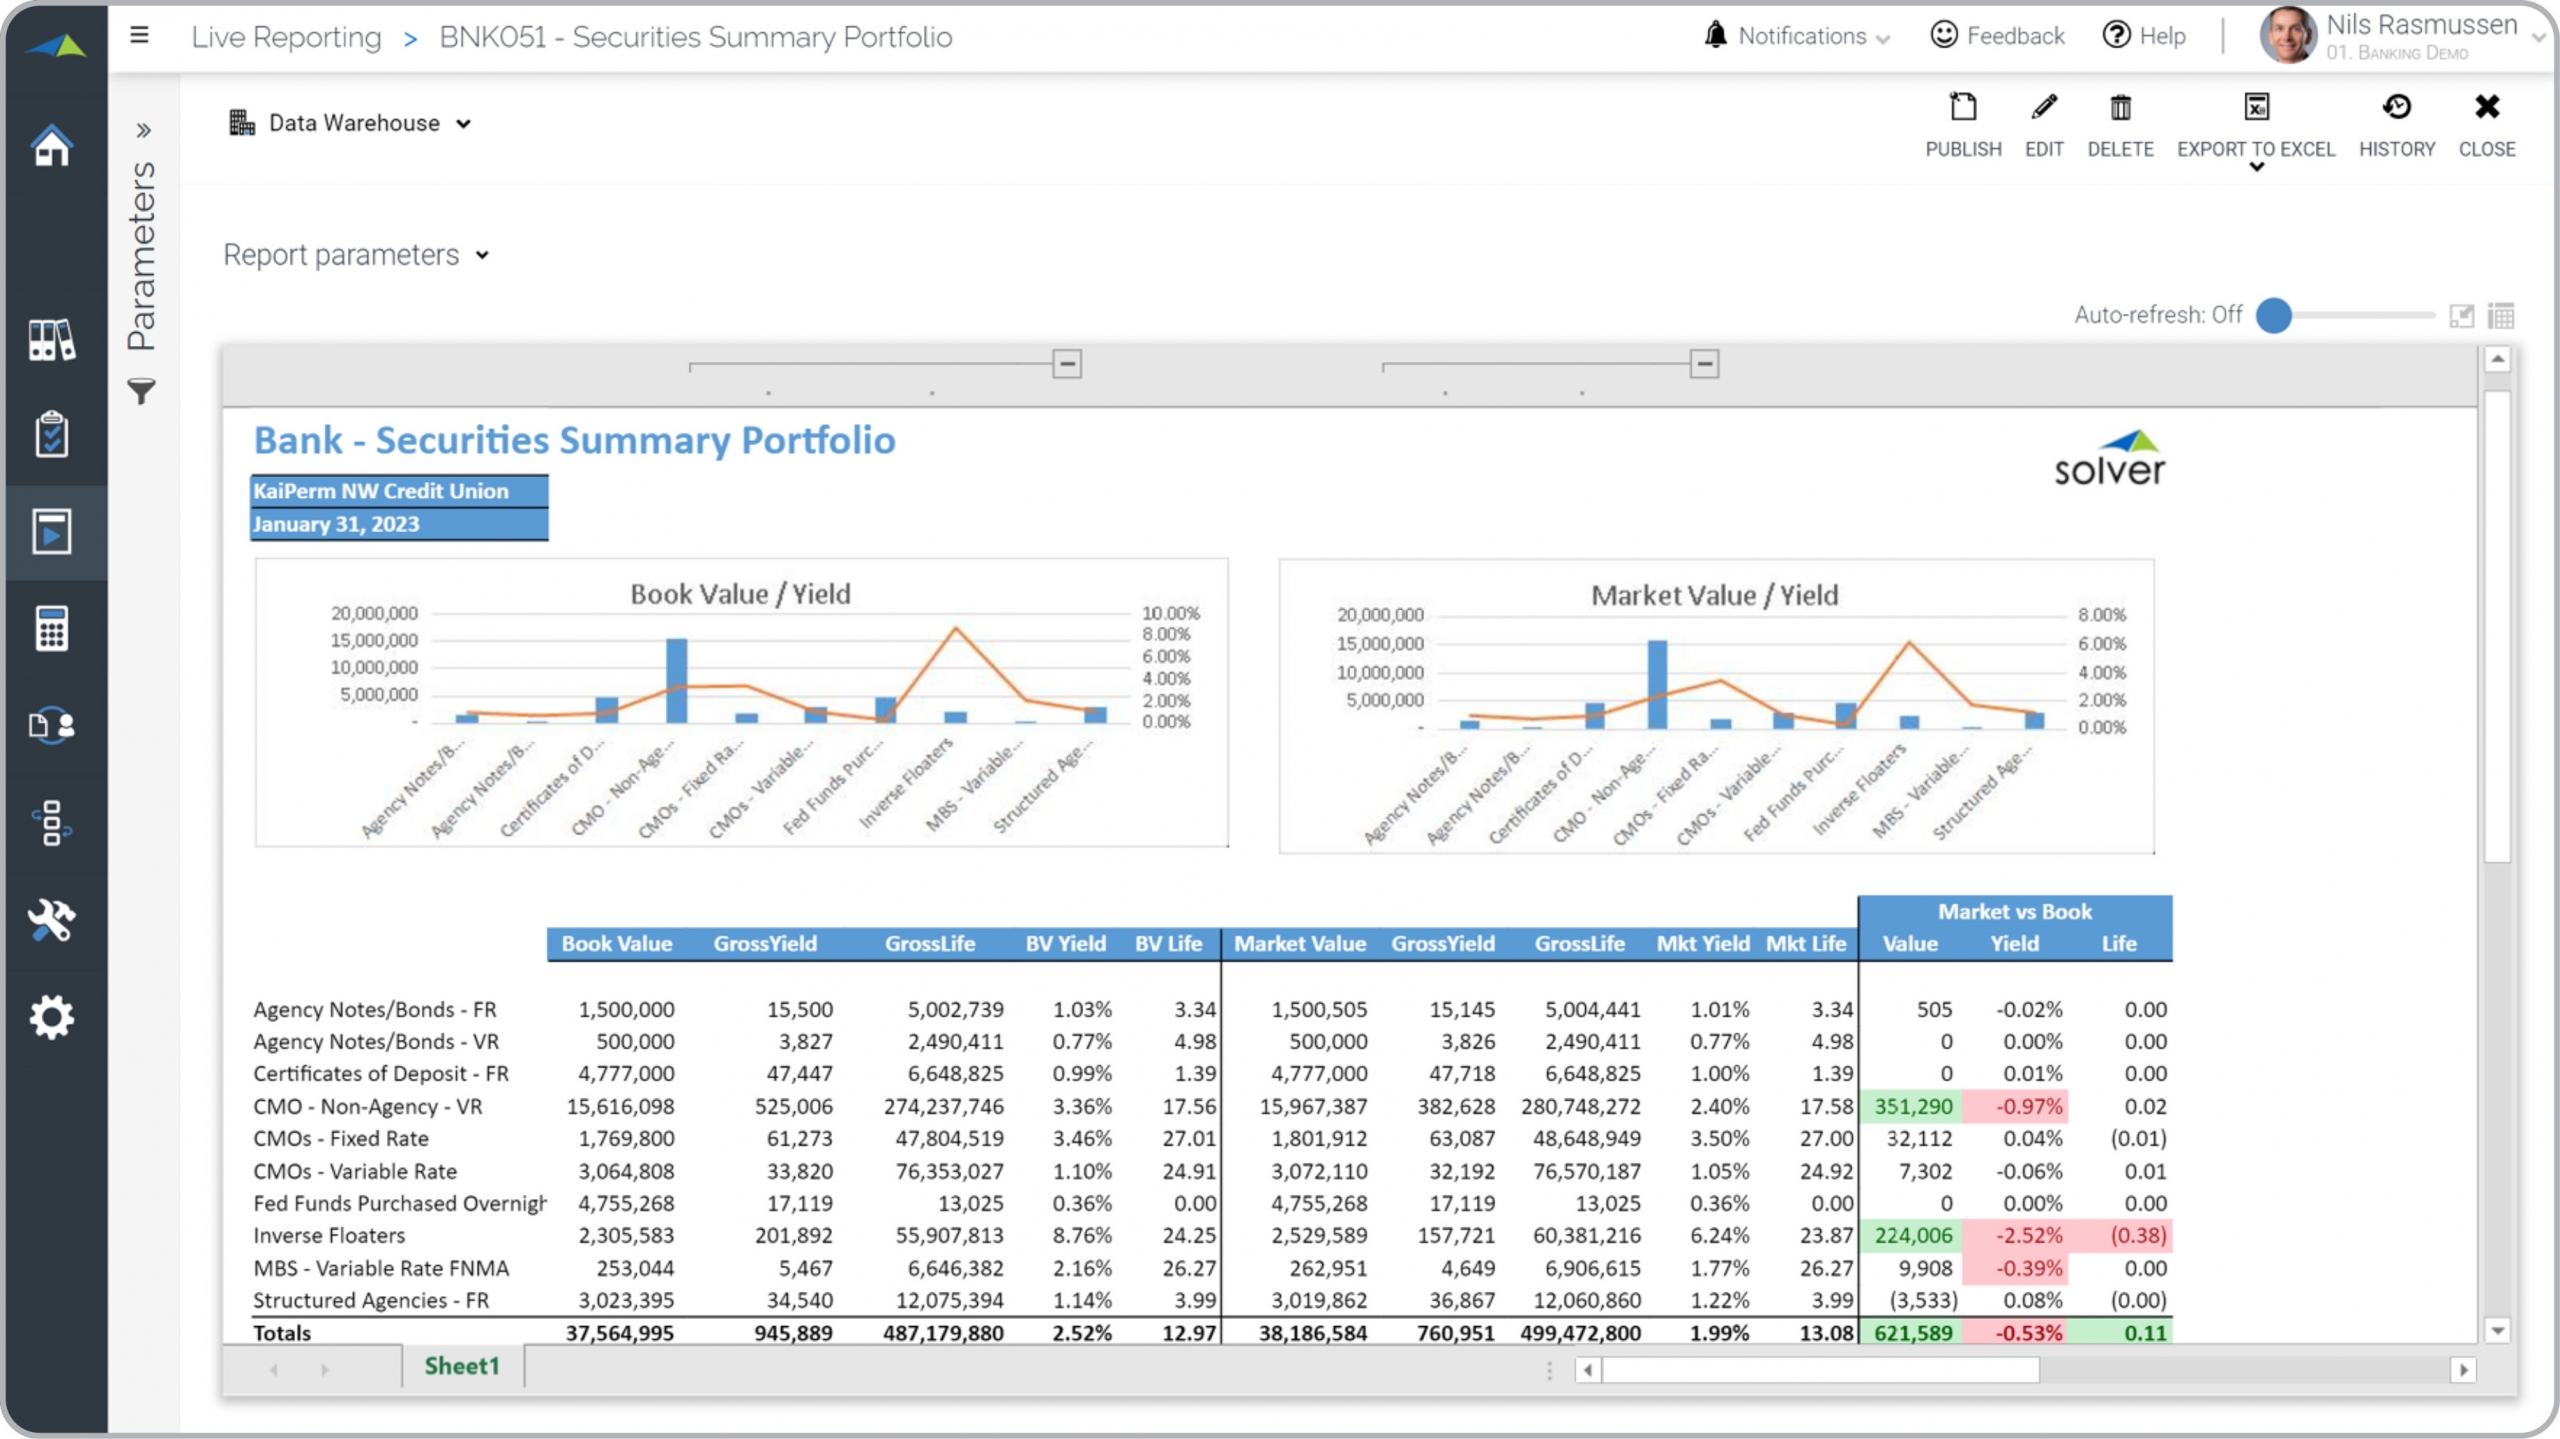 Live Reporting > BNK051 - Securities Summary Portfolio
Notifications
Feedback
Help
Nils Rasmussen
01. BANKING DEMO
Parameters
Data Warehouse
PUBLISH
EDIT
DELETE
EXPORT TO EXCEL
HISTORY
CLOSE
Report parameters
Auto-refresh: Off
Bank - Securities Summary Portfolio
solver
KaiPerm NW Credit Union
January 31, 2023
Book Value / Yield
20,000,000
15,000,000
10,000,000
5,000,000
-
10.00%
8.00%
6.00%
4.00%
2.00%
0.00%
Agency Notes/B...
Agency Notes/B...
Certificates of D...
CMO - Non-Age...
CMOs - Fixed Ra...
CMOs - Variable...
Fed Funds Purc...
Inverse Floaters
MBS - Variable...
Structured Age...
Market Value / Yield
20,000,000
15,000,000
10,000,000
5,000,000
-
8.00%
6.00%
4.00%
2.00%
0.00%
Agency Notes/B...
Agency Notes/B...
Certificates of D...
CMO - Non-Age...
CMOs - Fixed Ra...
CMOs - Variable...
Fed Funds Purc...
Inverse Floaters
MBS - Variable...
Structured Age...
Market vs Book
Book Value GrossYield GrossLife BV Yield BV Life Market Value GrossYield GrossLife Mkt Yield Mkt Life Value Yield Life
Agency Notes/Bonds - FR 1,500,000 15,500 5,002,739 1.03% 3.34 1,500,505 15,145 5,004,441 1.01% 3.34 505 -0.02% 0.00
Agency Notes/Bonds - VR 500,000 3,827 2,490,411 0.77% 4.98 500,000 3,826 2,490,411 0.77% 4.98 0 0.00% 0.00
Certificates of Deposit - FR 4,777,000 47,447 6,648,825 0.99% 1.39 4,777,000 47,718 6,648,825 1.00% 1.39 0 0.01% 0.00
CMO - Non-Agency - VR 15,616,098 525,006 274,237,746 3.36% 17.56 15,967,387 382,628 280,748,272 2.40% 17.58 351,290 -0.97% 0.02
CMOs - Fixed Rate 1,769,800 61,273 47,804,519 3.46% 27.01 1,801,912 63,087 48,648,949 3.50% 27.00 32,112 0.04% (0.01)
CMOs - Variable Rate 3,064,808 33,820 76,353,027 1.10% 24.91 3,072,110 32,192 76,570,187 1.05% 24.92 7,302 -0.06% 0.01
Fed Funds Purchased Overnigh 4,755,268 17,119 13,025 0.36% 0.00 4,755,268 17,119 13,025 0.36% 0.00 0 0.00% 0.00
Inverse Floaters 2,305,583 201,892 55,907,813 8.76% 24.25 2,529,589 157,721 60,381,216 6.24% 23.87 224,006 -2.52% (0.38)
MBS - Variable Rate FNMA 253,044 5,467 6,646,382 2.16% 26.27 262,951 4,649 6,906,615 1.77% 26.27 9,908 -0.39% 0.00
Structured Agencies - FR 3,023,395 34,540 12,075,394 1.14% 3.99 3,019,862 36,867 12,060,860 1.22% 3.99 (3,533) 0.08% (0.00)
Totals 37,564,995 945,889 487,179,880 2.52% 12.97 38,186,584 760,951 499,472,800 1.99% 13.08 621,589 -0.53% 0.11
Sheet1